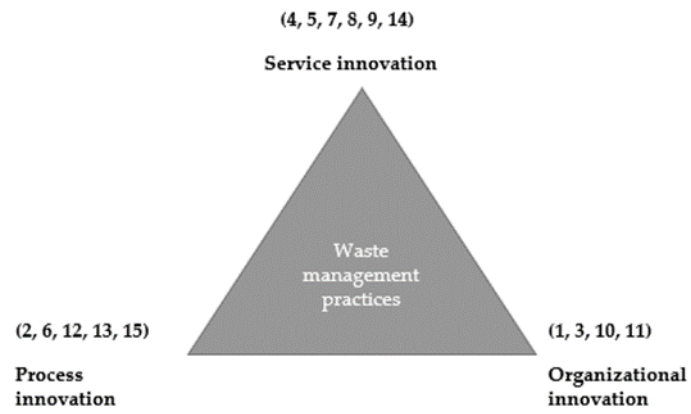 (4, 5, 7, 8, 9, 14)
Service innovation
Waste
management
practices
(2, 6, 12, 13, 15)
Process
innovation
(1, 3, 10, 11)
Organizational
innovation